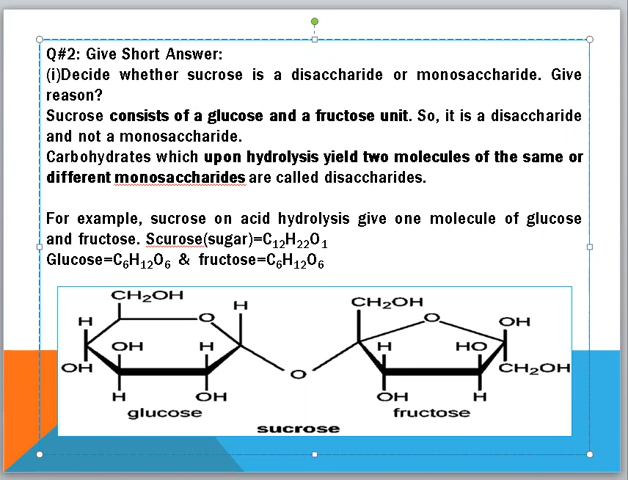 Q#2: Give Short Answer:
(i)Decide whether sucrose is a disaccharide or monosaccharide. Give
reason?
Sucrose consists of a glucose and a fructose unit. So, it is a disaccharide
and not a monosaccharide.
Carbohydrates which upon hydrolysis yield two molecules of the same or
different monosaccharides are called disaccharides.
For example, sucrose on acid hydrolysis give one molecule of glucose
and fructose. Scurose(sugar)=C₁₂H₂₂O₁
Glucose=C₆H₁₂O₆ & fructose=C₆H₁₂O₆
CH₂OH H CH₂OH
H O O OH
OH H H HO
OH O CH₂OH
H OH OH H
glucose fructose
sucrose